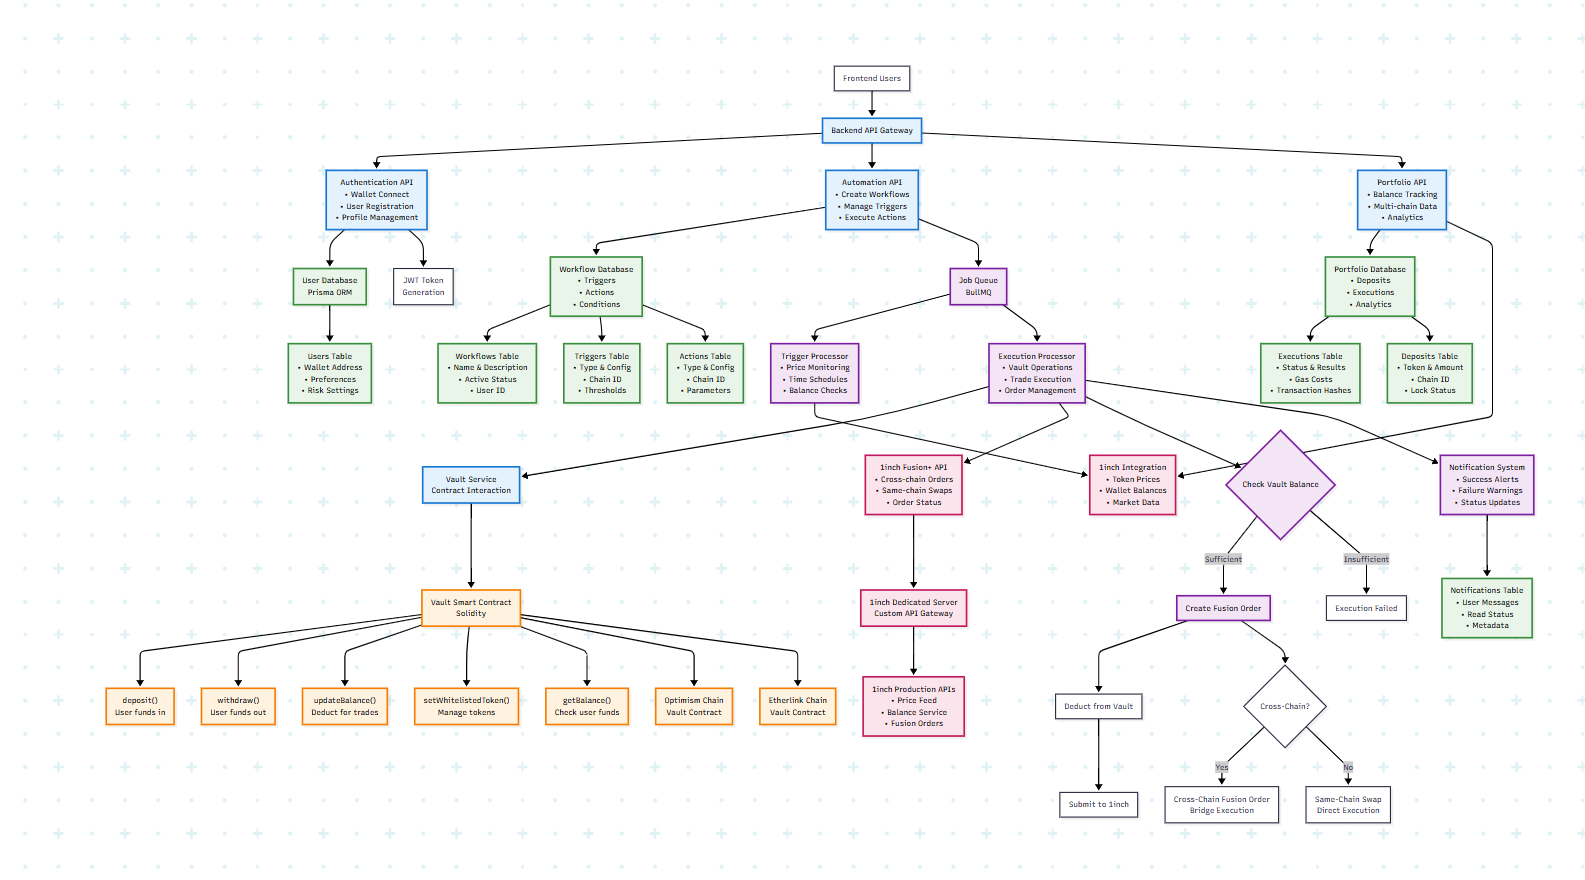 Frontend Users
Backend API Gateway
Authentication API
• Wallet Connect
• User Registration
• Profile Management
Automation API
• Create Workflows
• Manage Triggers
• Execute Actions
Portfolio API
• Balance Tracking
• Multi-chain Data
• Analytics
User Database
Prisma ORM
JWT Token
Generation
Workflow Database
• Triggers
• Actions
• Conditions
Job Queue
BullMQ
Portfolio Database
• Deposits
• Executions
• Analytics
Users Table
• Wallet Address
• Preferences
• Risk Settings
Workflows Table
• Name & Description
• Active Status
• User ID
Triggers Table
• Type & Config
• Chain ID
• Thresholds
Actions Table
• Type & Config
• Chain ID
• Parameters
Trigger Processor
• Price Monitoring
• Time Schedules
• Balance Checks
Execution Processor
• Vault Operations
• Trade Execution
• Order Management
Executions Table
• Status & Results
• Gas Costs
• Transaction Hashes
Deposits Table
• Token & Amount
• Chain ID
• Lock Status
Vault Service
Contract Interaction
1inch Fusion+ API
• Cross-chain Orders
• Same-chain Swaps
• Order Status
1inch Integration
• Token Prices
• Wallet Balances
• Market Data
Check Vault Balance
Notification System
• Success Alerts
• Failure Warnings
• Status Updates
Sufficient
Insufficient
Vault Smart Contract
Solidity
1inch Dedicated Server
Custom API Gateway
Create Fusion Order
Execution Failed
Notifications Table
• User Messages
• Read Status
• Metadata
deposit()
User funds in
withdraw()
User funds out
updateBalance()
Deduct for trades
setWhitelistedToken()
Manage tokens
getBalance()
Check user funds
Optimism Chain
Vault Contract
Etherlink Chain
Vault Contract
1inch Production APIs
• Price Feed
• Balance Service
• Fusion Orders
Deduct from Vault
Cross-Chain?
Yes
No
Submit to 1inch
Cross-Chain Fusion Order
Bridge Execution
Same-Chain Swap
Direct Execution